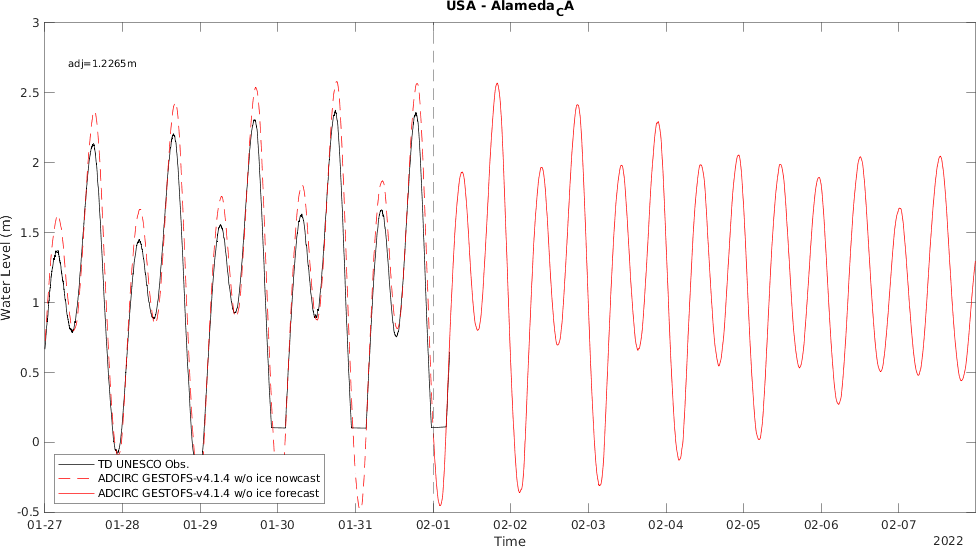 USA - Alameda_CA
3
adj=1.2265m
2.5
2
1.5
1
0.5
0
-0.5
Water Level (m)
TD UNESCO Obs.
ADCIRC GESTOFS-v4.1.4 w/o ice nowcast
ADCIRC GESTOFS-v4.1.4 w/o ice forecast
01-27 01-28 01-29 01-30 01-31 02-01 02-02 02-03 02-04 02-05 02-06 02-07
Time
2022